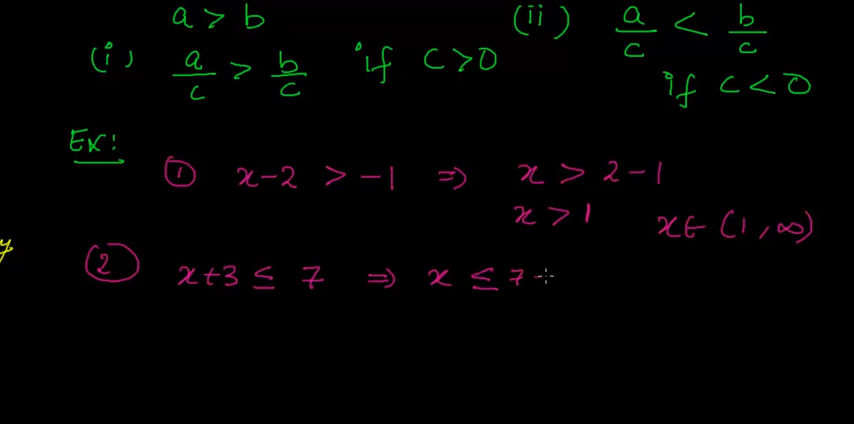 a > b
(i) a/c > b/c if c > 0
(ii) a/c < b/c
if c < 0
Ex:
① x - 2 > -1 ⇒ x > 2 - 1
x > 1 x ∈ (1, ∞)
② x + 3 ≤ 7 ⇒ x ≤ 7 -
y